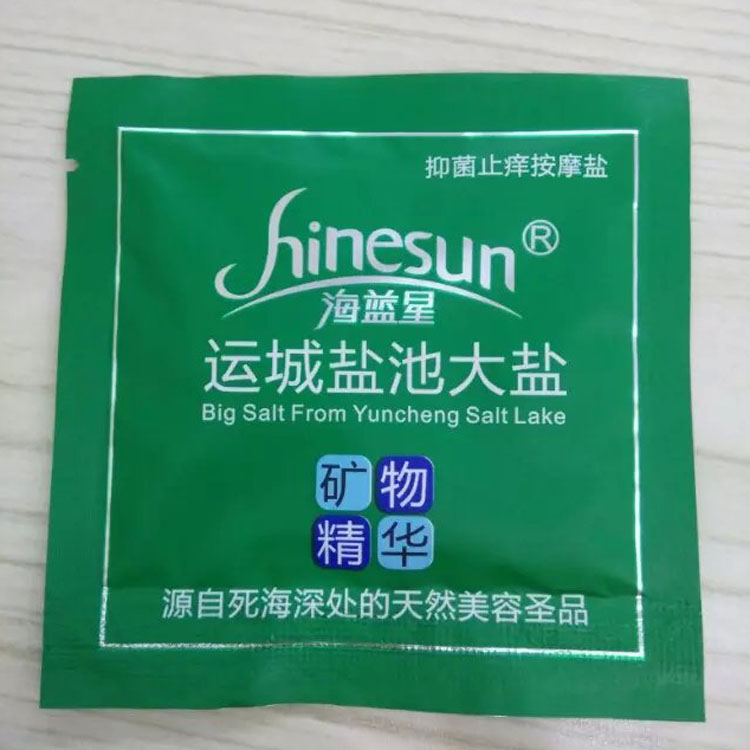 抑菌止痒按摩盐
Shinesun®
海蓝星
运城盐池大盐
Big Salt From Yuncheng Salt Lake
矿物
精华
源自死海深处的天然美容圣品